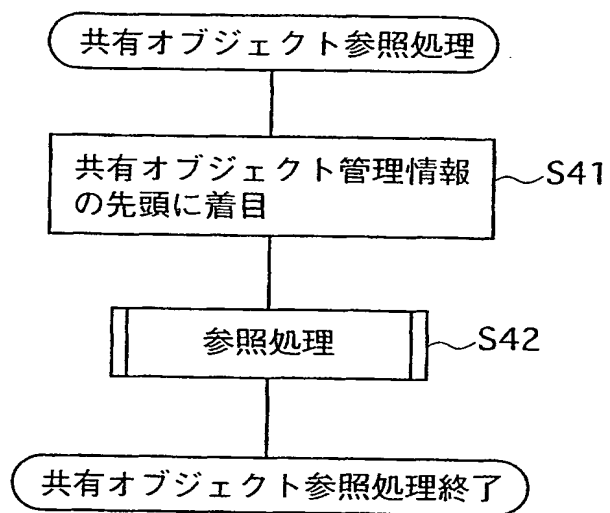 共有オブジェクト参照処理
共有オブジェクト管理情報
の先頭に着目
S41
参照処理
S42
共有オブジェクト参照処理終了